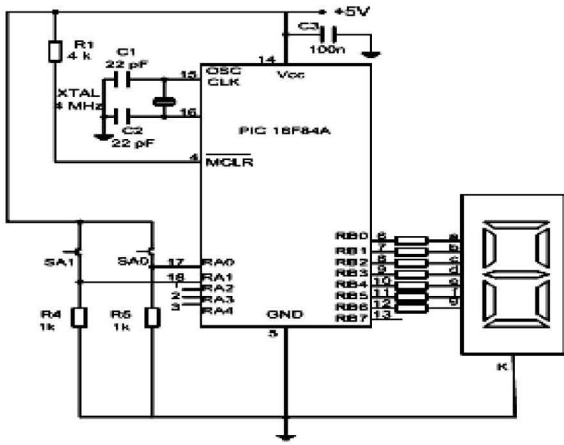 +5V
C3
100n
R1
4 k
C1
22 pF
XTAL
4 MHz
C2
22 pF
15
OSC
CLK
16
14
Vcc
PIC 16F84A
4
MCLR
SA1
SA0
17
RA0
18
RA1
1
RA2
2
RA3
3
RA4
R4
1k
R5
1k
GND
5
RB0
6
RB1
7
RB2
8
RB3
9
RB4
10
RB5
11
RB6
12
RB7
13
K